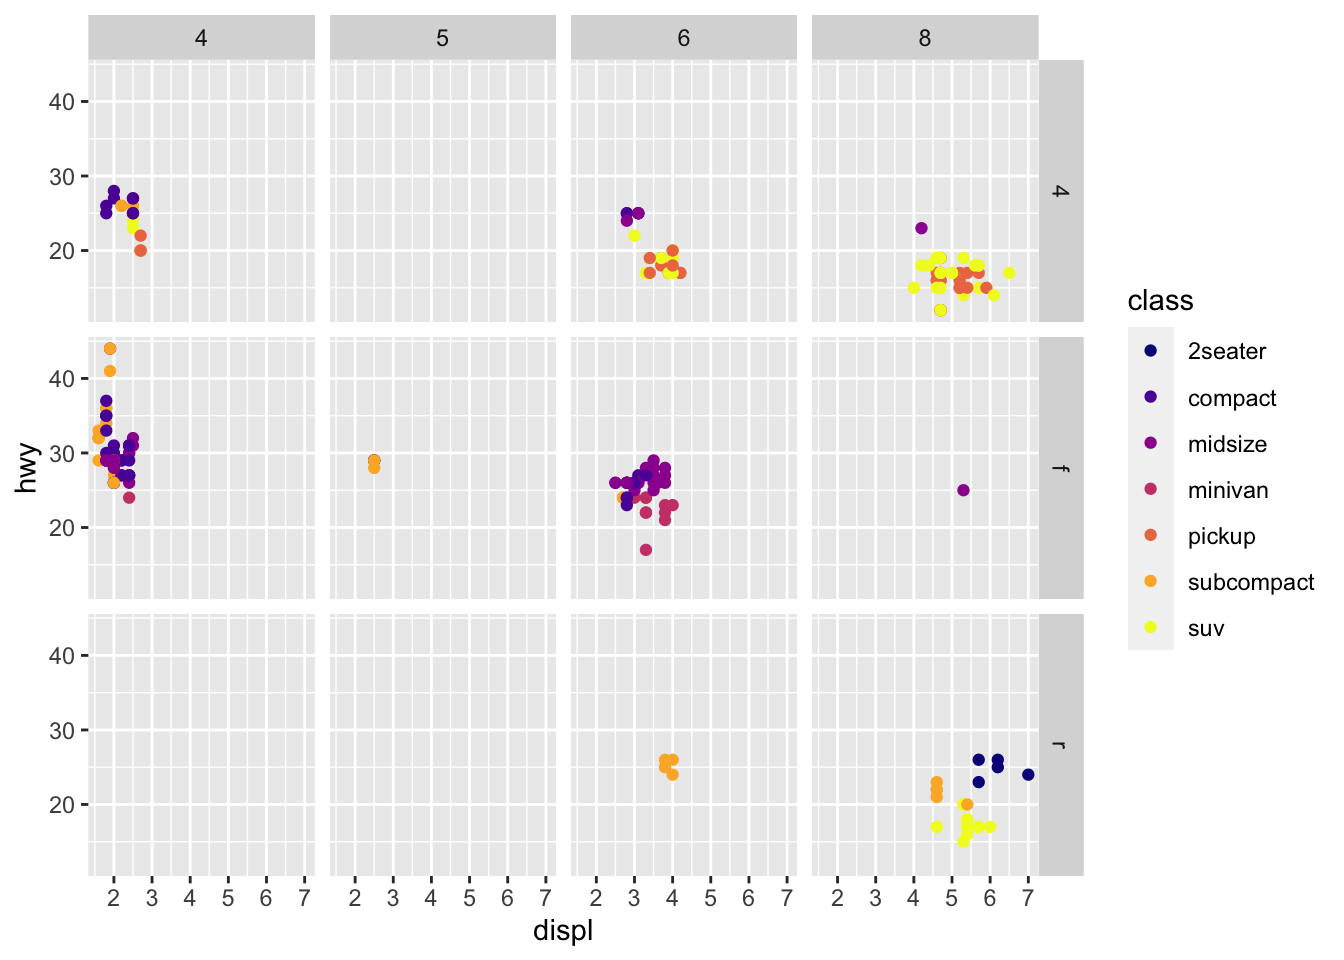 4 5 6 8
40
30
20
4
40
30
20
f
40
30
20
r
2 3 4 5 6 7 2 3 4 5 6 7 2 3 4 5 6 7 2 3 4 5 6 7
displ
hwy
class
2seater
compact
midsize
minivan
pickup
subcompact
suv